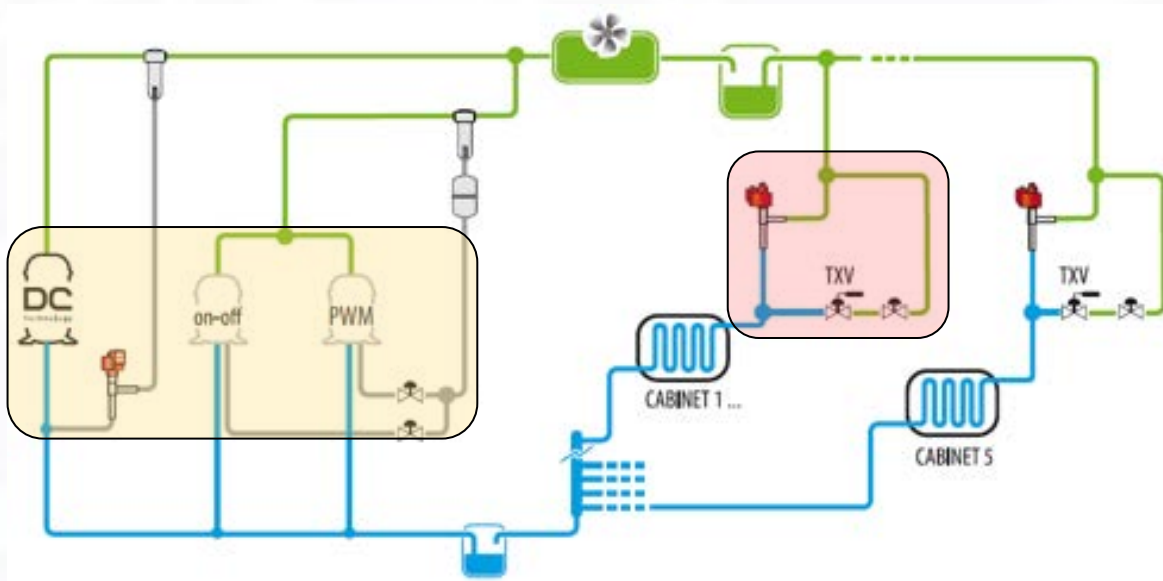 DC
on-off
PWM
TXV
TXV
CABINET 1 ...
CABINET 5